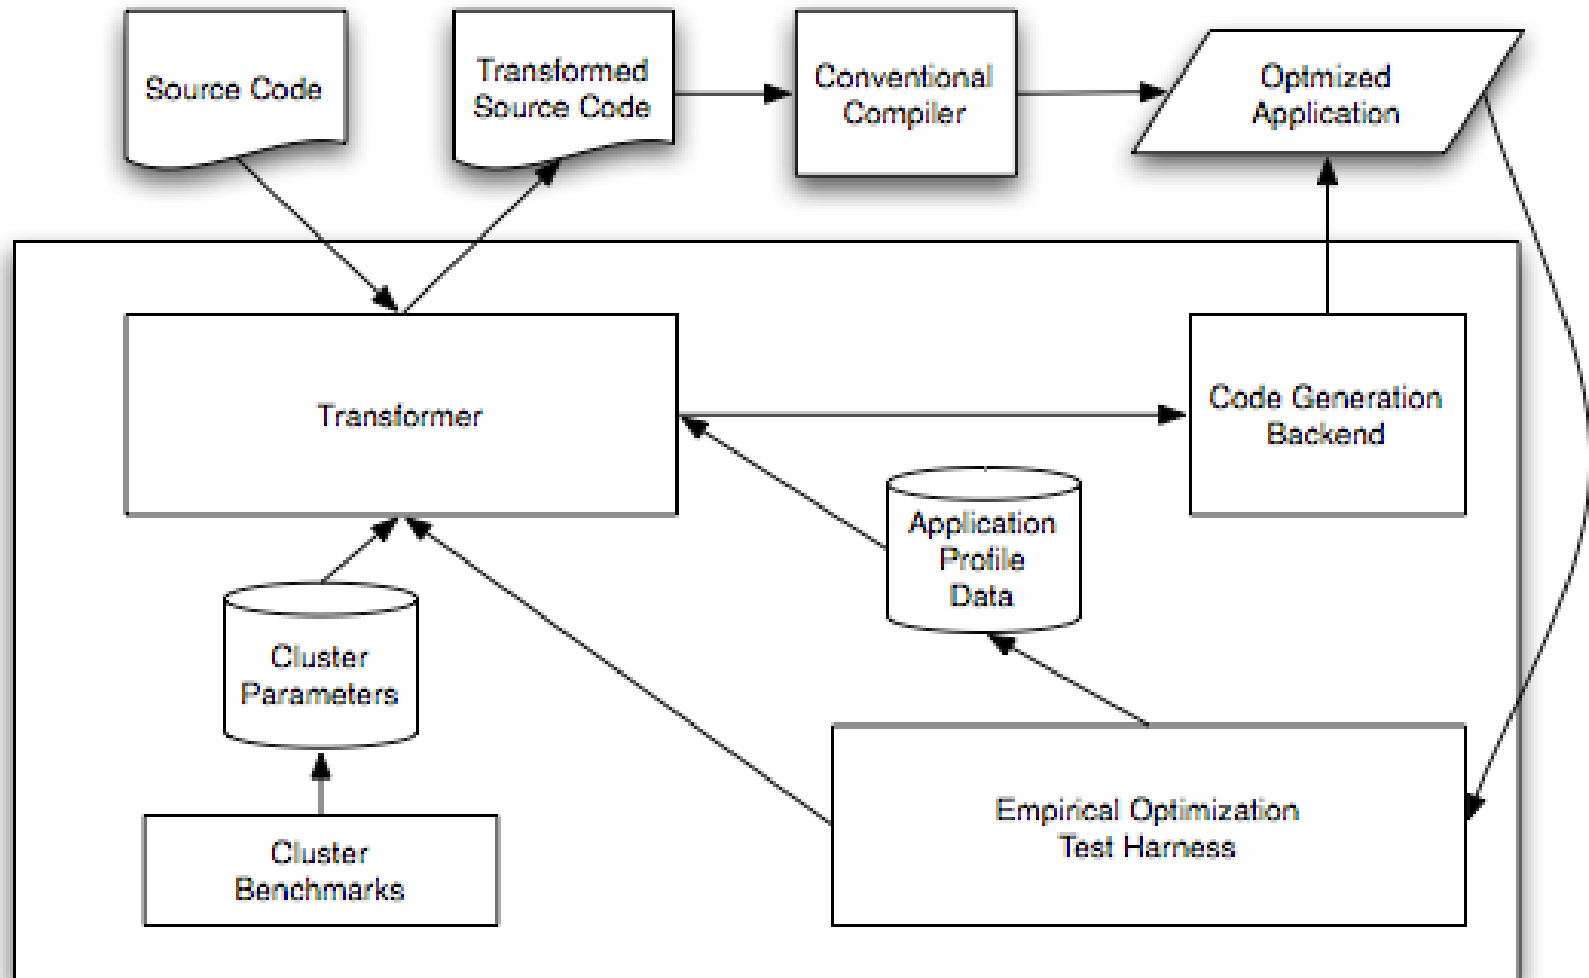 Source Code
Transformed
Source Code
Conventional
Compiler
Optmized
Application
Transformer
Code Generation
Backend
Application
Profile
Data
Cluster
Parameters
Empirical Optimization
Test Harness
Cluster
Benchmarks